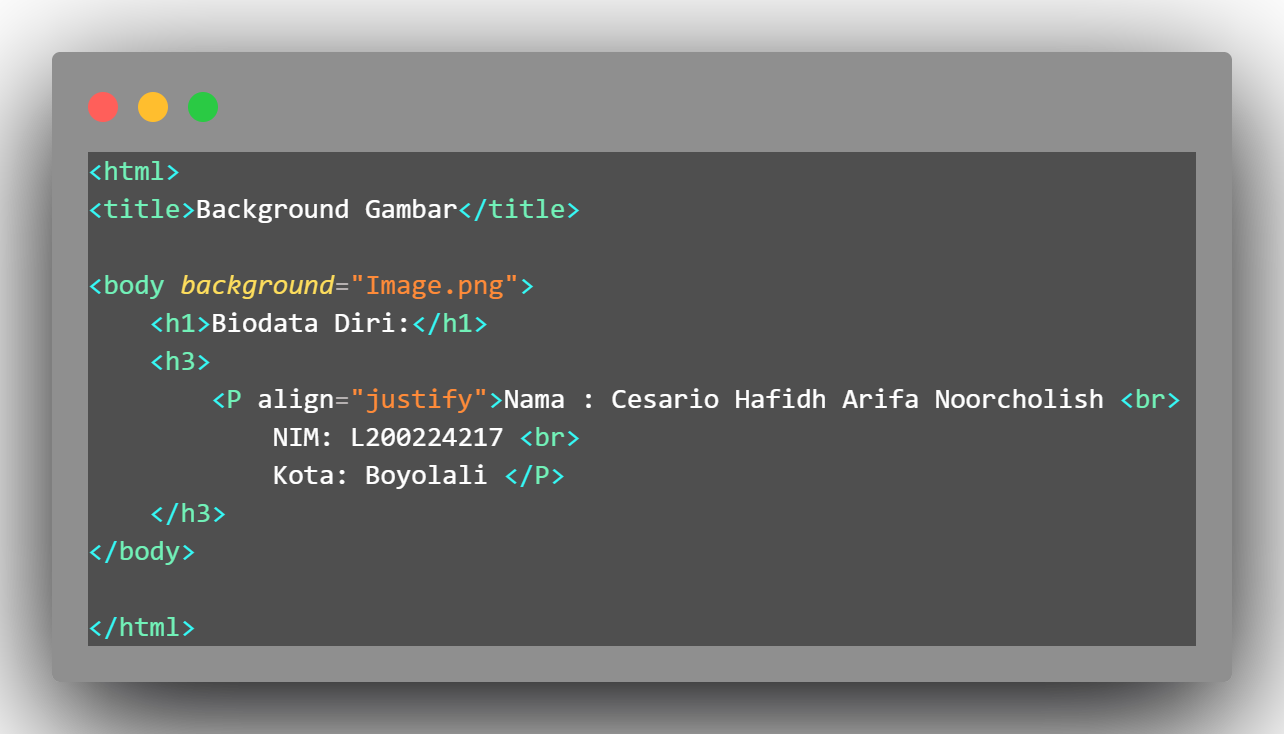 <html>
<title>Background Gambar</title>
<body background="Image.png">
<h1>Biodata Diri:</h1>
<h3>
<P align="justify">Nama : Cesario Hafidh Arifa Noorcholish <br>
NIM: L200224217 <br>
Kota: Boyolali </P>
</h3>
</body>
</html>